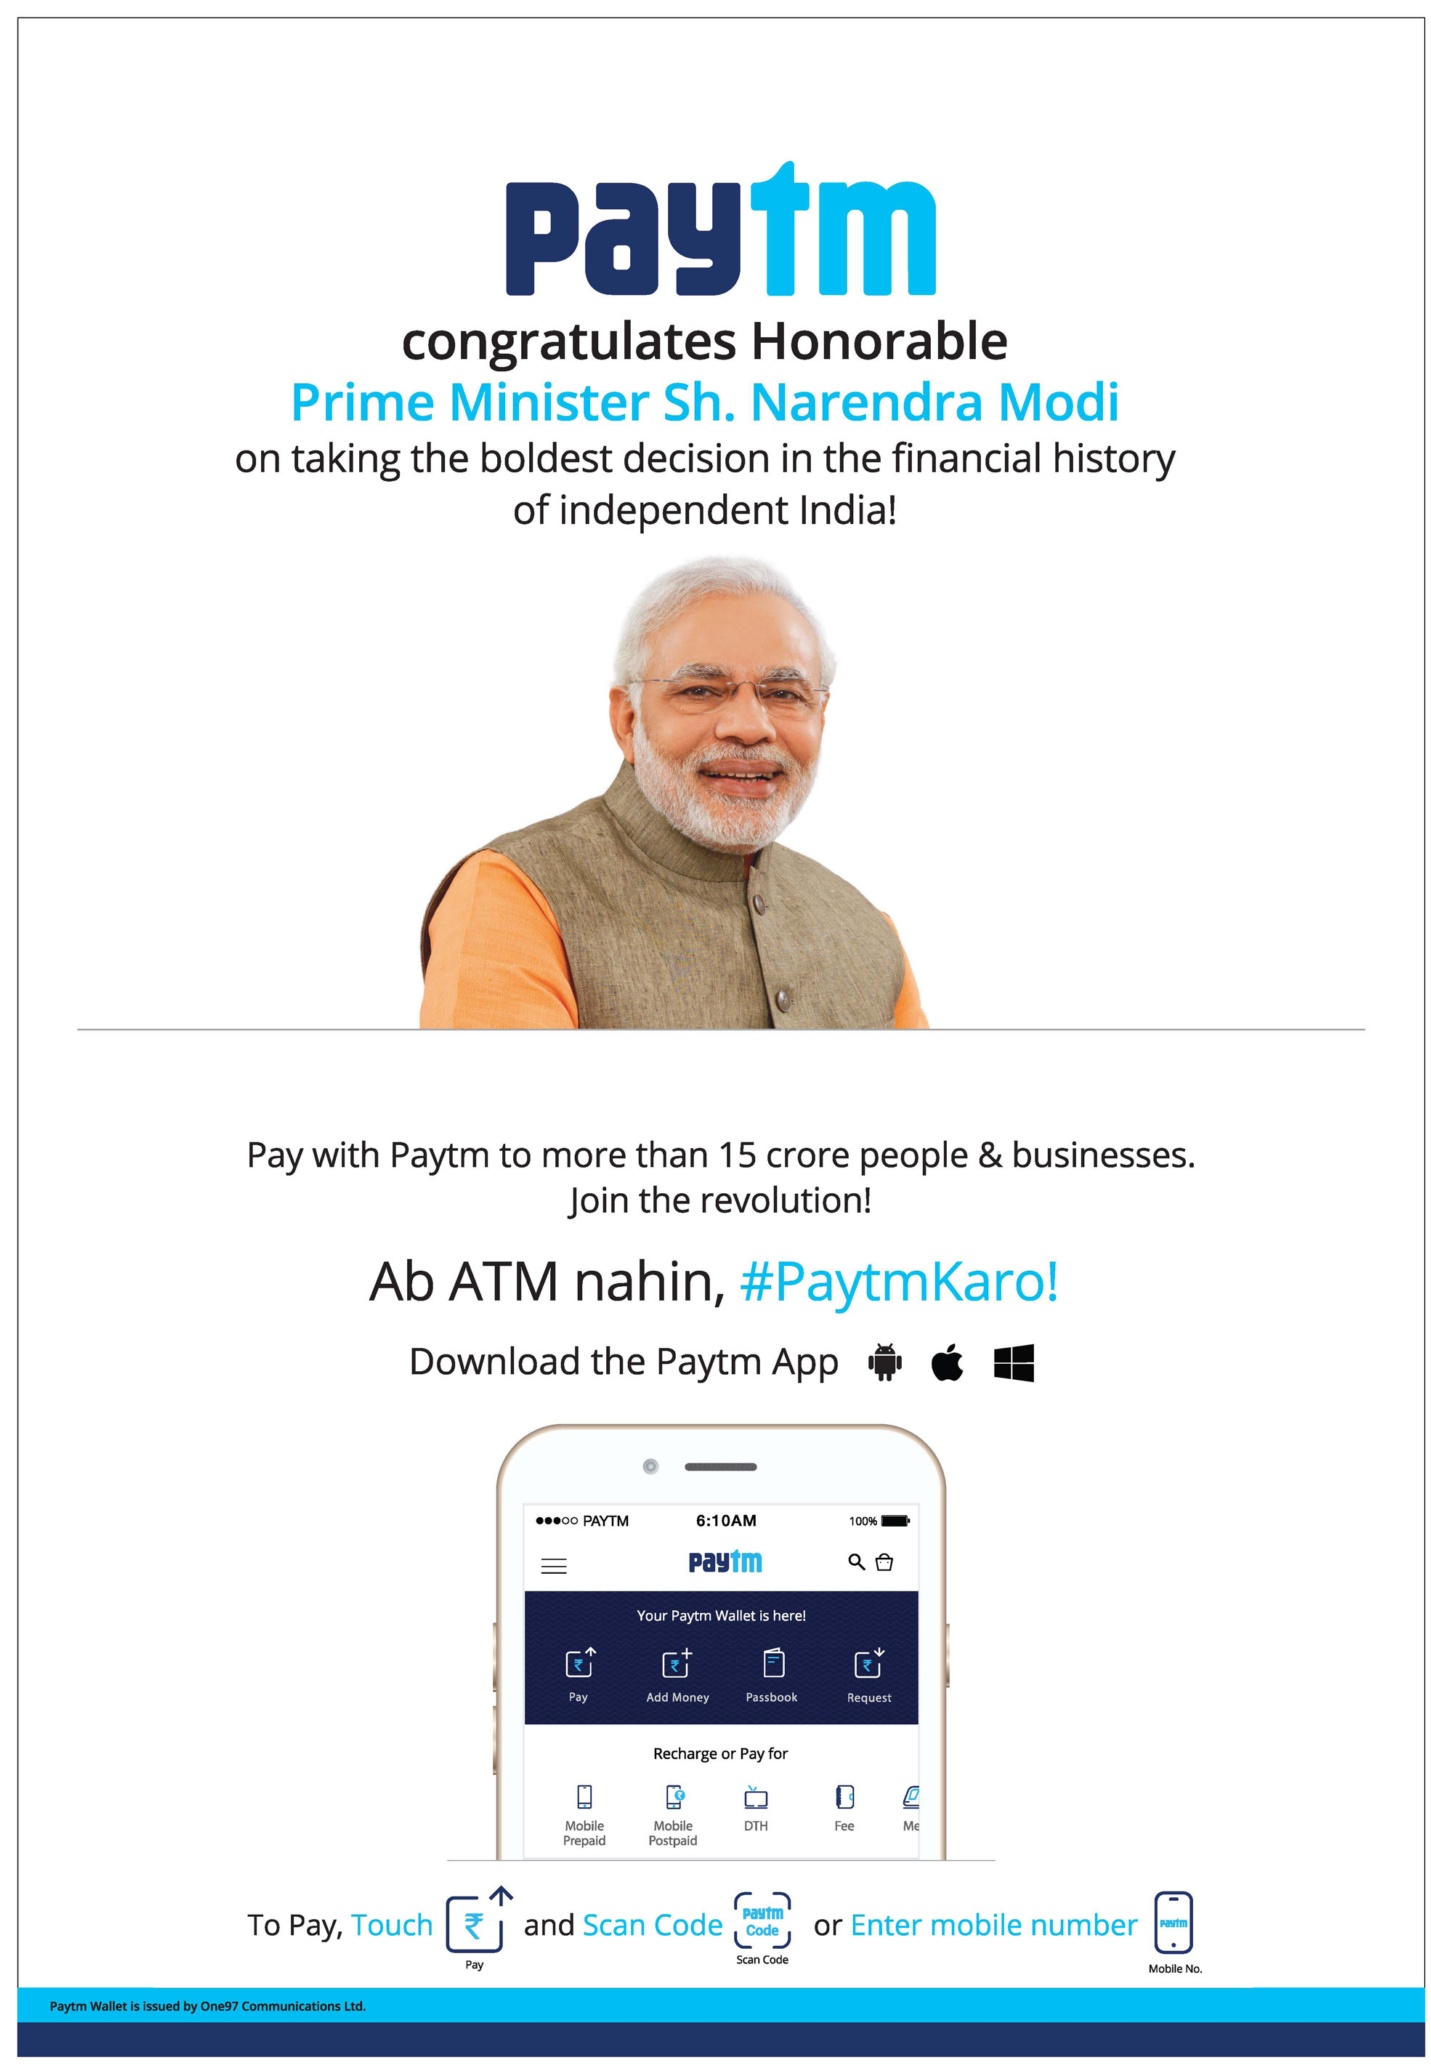 paytm
congratulates Honorable
Prime Minister Sh. Narendra Modi
on taking the boldest decision in the financial history
of independent India!
Pay with Paytm to more than 15 crore people & businesses.
Join the revolution!
Ab ATM nahin, #PaytmKaro!
Download the Paytm App
PAYTM 6:10AM 100%
paytm
Your Paytm Wallet is here!
₹ ₹ ₹
Pay Add Money Passbook Request
Recharge or Pay for
₹
Mobile Prepaid Mobile Postpaid DTH Fee Me
To Pay, Touch ₹ and Scan Code paytm Code or Enter mobile number paytm
Pay Scan Code Mobile No.
Paytm Wallet is issued by One97 Communications Ltd.